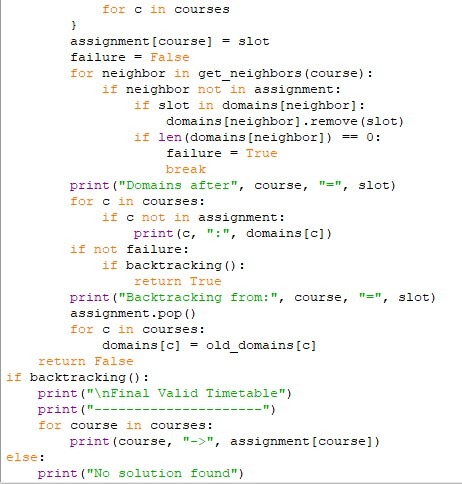 for c in courses
        }
        assignment[course] = slot
        failure = False
        for neighbor in get_neighbors(course):
            if neighbor not in assignment:
                if slot in domains[neighbor]:
                    domains[neighbor].remove(slot)
                if len(domains[neighbor]) == 0:
                    failure = True
                    break
        print("Domains after", course, "=", slot)
        for c in courses:
            if c not in assignment:
                print(c, ":", domains[c])
        if not failure:
            if backtracking():
                return True
        print("Backtracking from:", course, "=", slot)
        assignment.pop()
        for c in courses:
            domains[c] = old_domains[c]
    return False
if backtracking():
    print("\nFinal Valid Timetable")
    print("---------------------")
    for course in courses:
        print(course, "->", assignment[course])
else:
    print("No solution found")